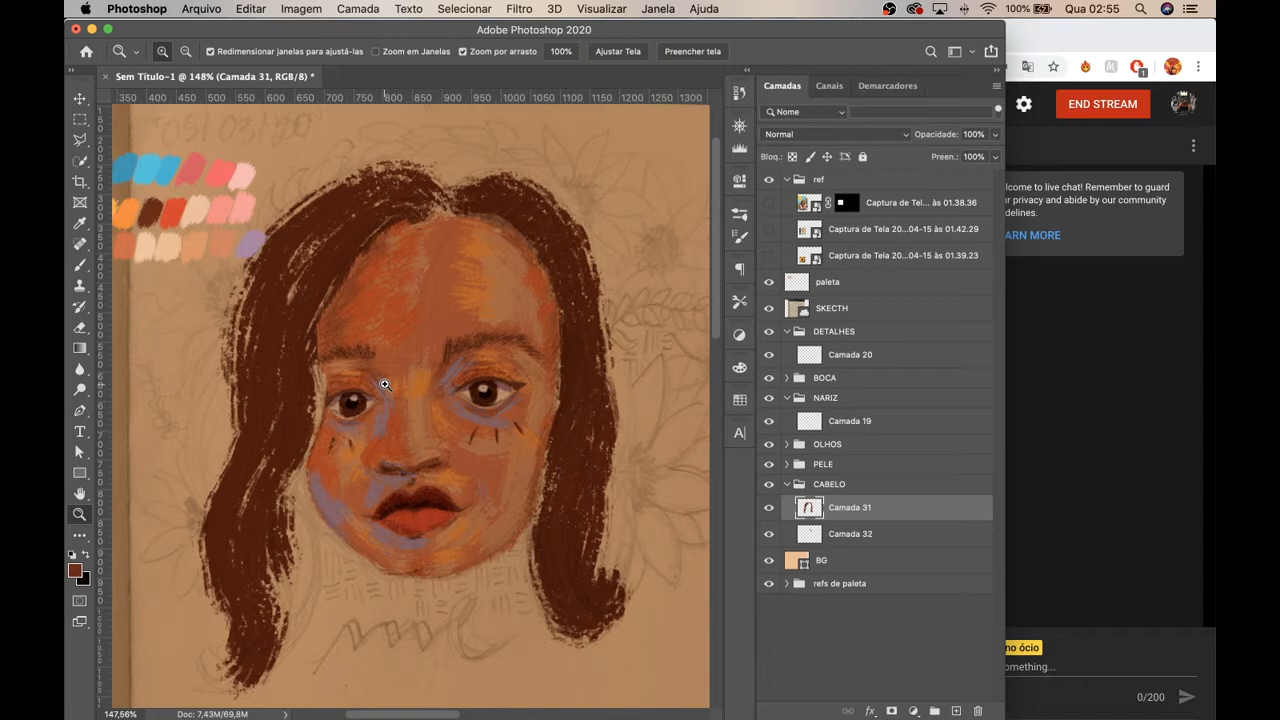 Photoshop Arquivo Editar Imagem Camada Texto Selecionar Filtro 3D Visualizar Janela Ajuda 100% Qua 02:55
Adobe Photoshop 2020
Redimensionar janelas para ajustá-las Zoom em Janelas Zoom por arrasto 100% Ajustar Tela Preencher tela
Sem Título-1 @ 148% (Camada 31, RGB/8) *
350 400 450 500 550 600 650 700 750 800 850 900 950 1000 1050 1100 1150 1200 1250 1300
Camadas Canais Demarcadores
Nome
Normal Opacidade: 100%
Bloq.: Preen.: 100%
ref
Captura de Tel... às 01.38.36
Captura de Tela 20...04-15 às 01.42.29
Captura de Tela 20...04-15 às 01.39.23
paleta
SKECTH
DETALHES
Camada 20
BOCA
NARIZ
Camada 19
OLHOS
PELE
CABELO
Camada 31
Camada 32
BG
refs de paleta
147,56% Doc: 7,43M/69,8M
fx
END STREAM
lcome to live chat! Remember to guard
ur privacy and abide by our community
idelines.
ARN MORE
no ócio
omething...
0/200